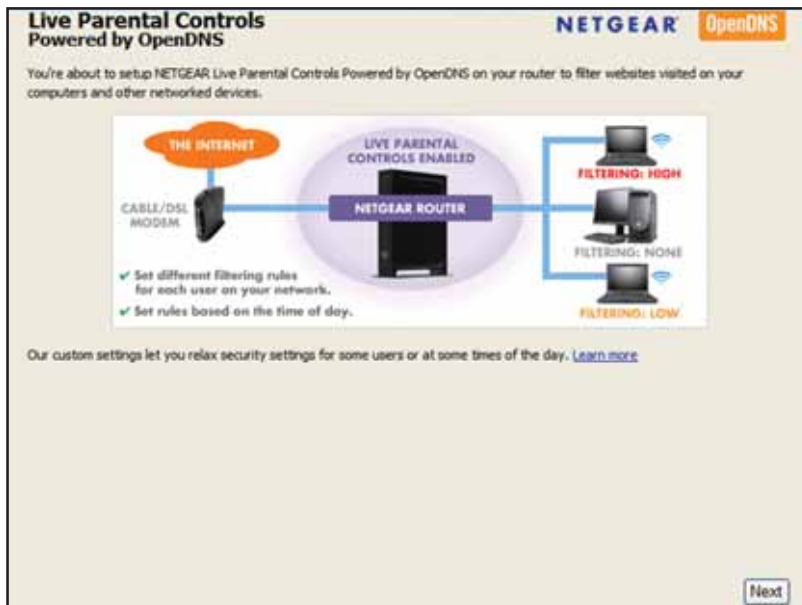 Live Parental Controls
Powered by OpenDNS
NETGEAR
OpenDNS
You're about to setup NETGEAR Live Parental Controls Powered by OpenDNS on your router to filter websites visited on your
computers and other networked devices.
THE INTERNET
LIVE PARENTAL
CONTROLS ENABLED
CABLE/DSL
MODEM
NETGEAR ROUTER
FILTERING: HIGH
FILTERING: NONE
FILTERING: LOW
✔ Set different filtering rules
for each user on your network.
✔ Set rules based on the time of day.
Our custom settings let you relax security settings for some users or at some times of the day. Learn more
Next